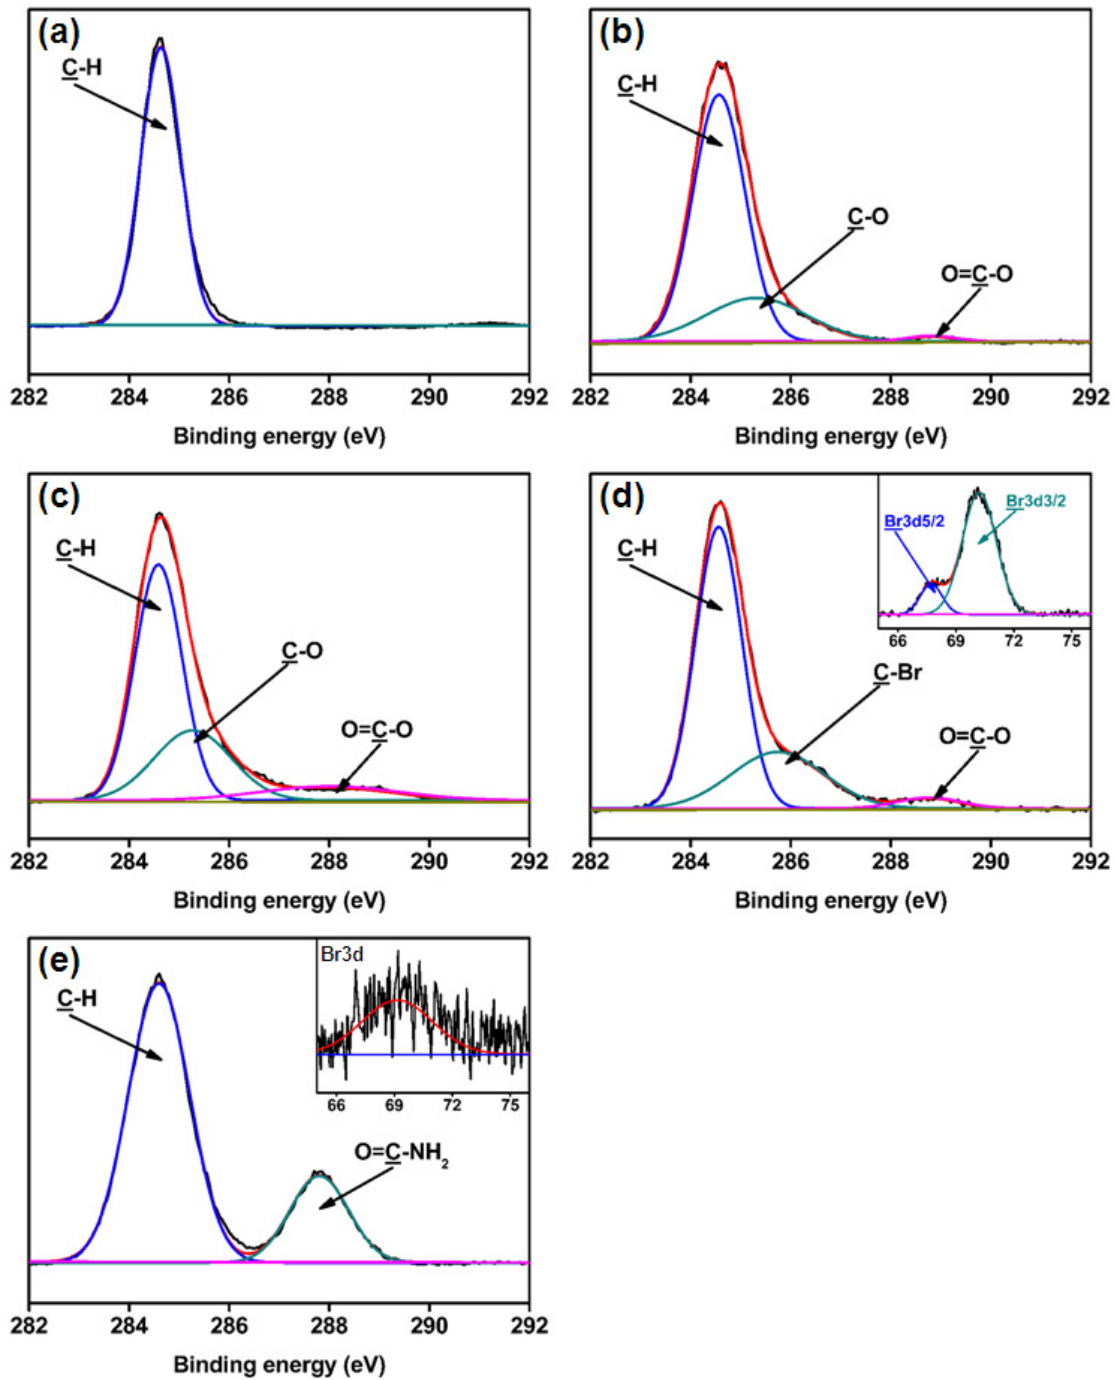 (a)
C-H
282 284 286 288 290 292
Binding energy (eV)
(b)
C-H
C-O
O=C-O
282 284 286 288 290 292
Binding energy (eV)
(c)
C-H
C-O
O=C-O
282 284 286 288 290 292
Binding energy (eV)
(d)
C-H
C-Br
O=C-O
Br3d5/2
Br3d3/2
66 69 72 75
282 284 286 288 290 292
Binding energy (eV)
(e)
C-H
O=C-NH₂
Br3d
66 69 72 75
282 284 286 288 290 292
Binding energy (eV)